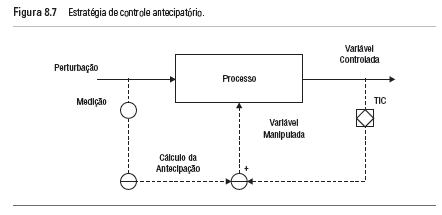 Figura 8.7 Estratégia de controle antecipatório.
Variável
Controlada
Perturbação
Processo
Medição
TIC
Variável
Manipulada
Cálculo da
Antecipação
+